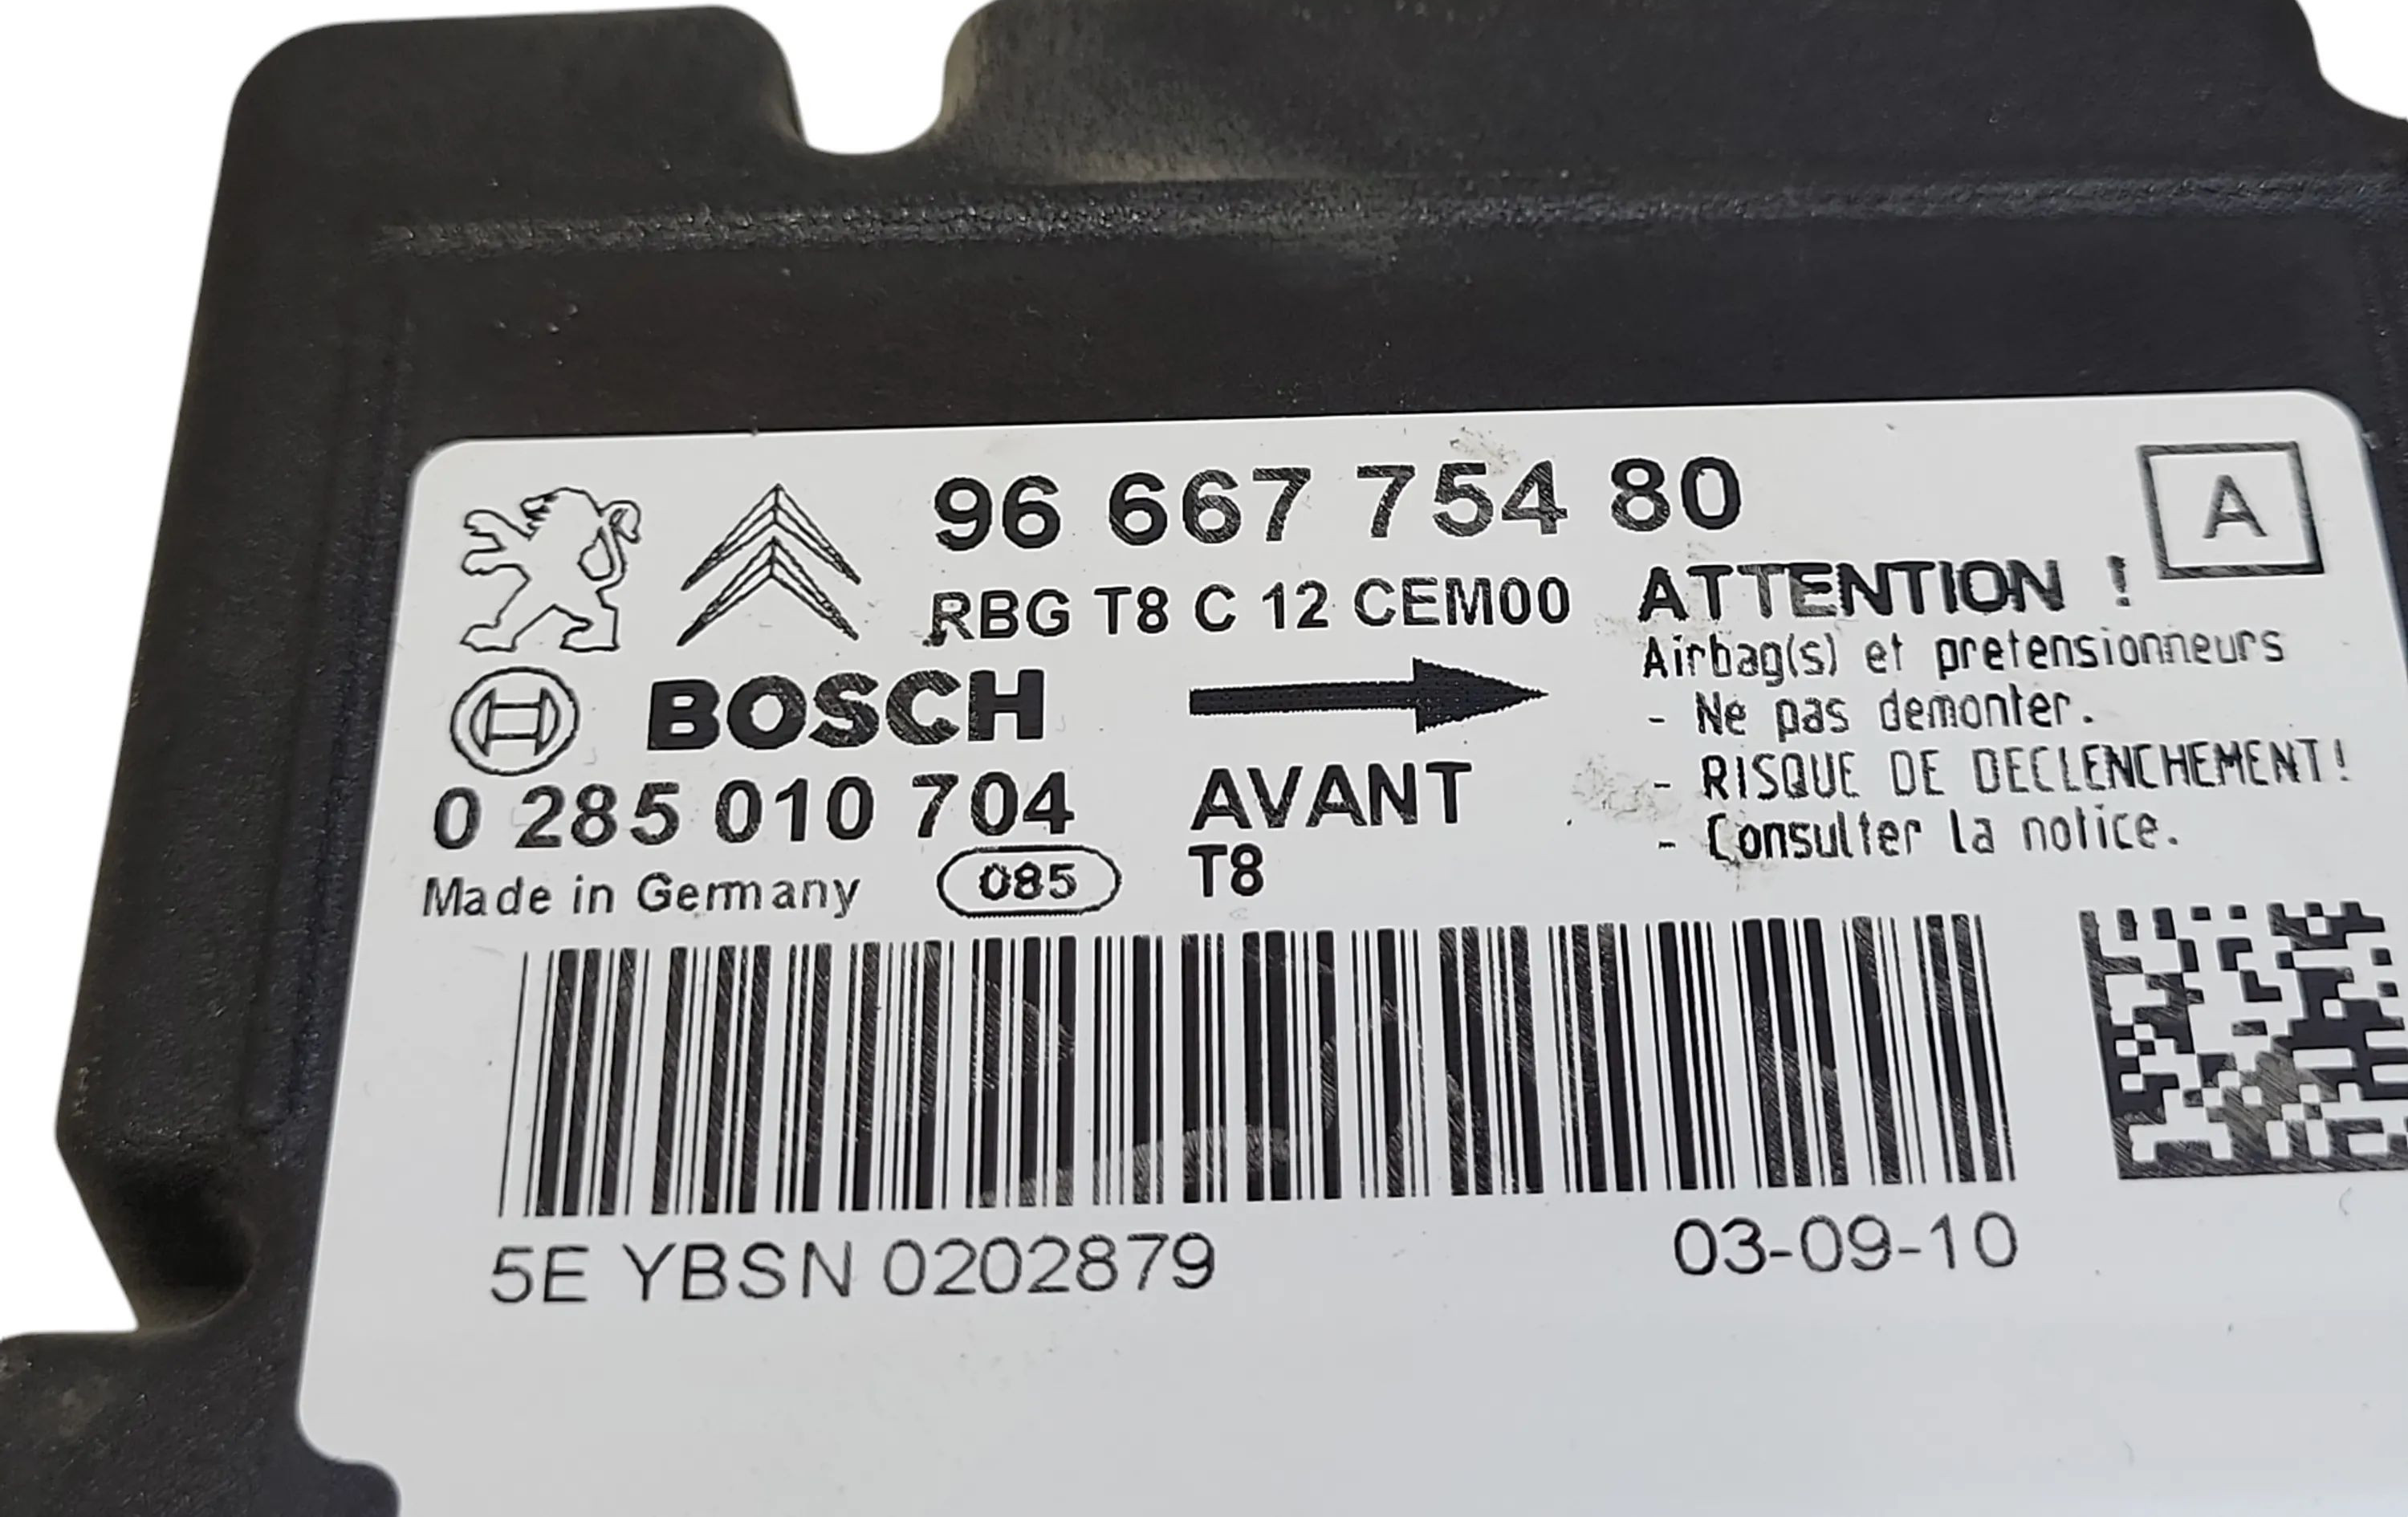 96 667 754 80
A
RBG T8 C 12 CEM00
ATTENTION !
Airbag(s) et pretensionneurs
- Ne pas demonter.
- RISQUE DE DECLENCHEMENT!
- Consulter la notice.
BOSCH
0 285 010 704
AVANT
Made in Germany
085
T8
5E YBSN 0202879
03-09-10